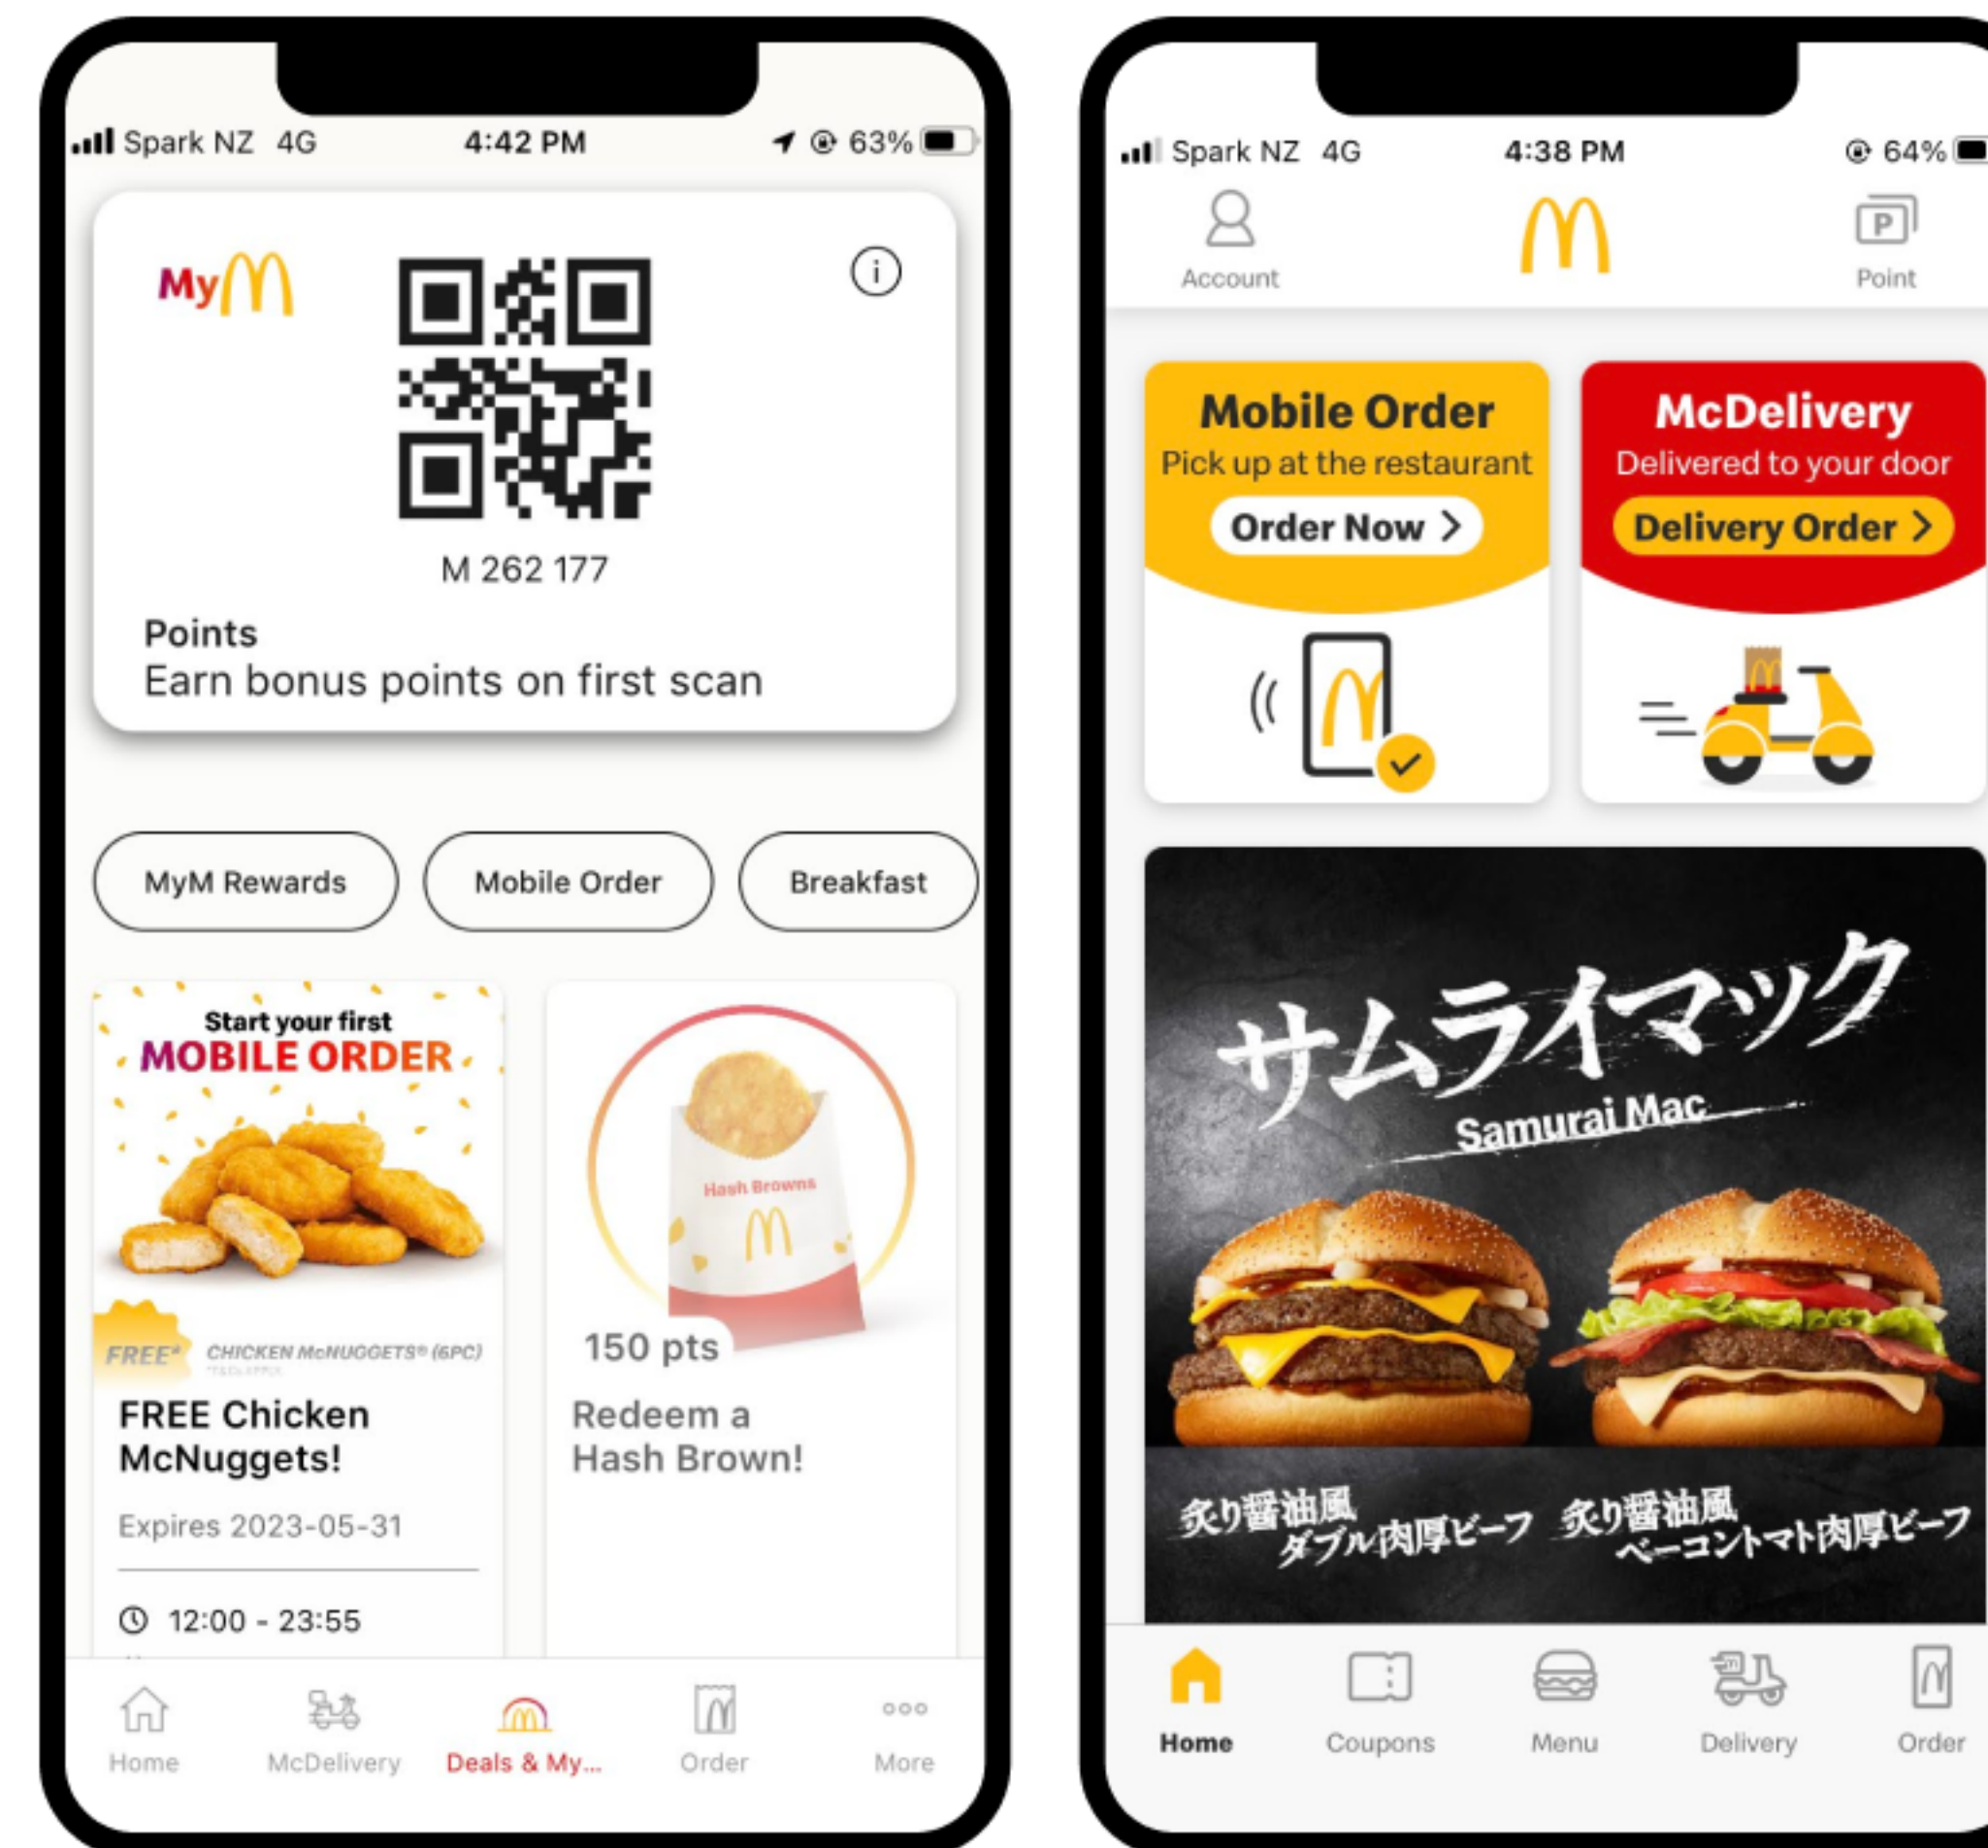 Spark NZ 4G 4:42 PM 63%
My
M 262 177
Points
Earn bonus points on first scan
MyM Rewards Mobile Order Breakfast
Start your first
MOBILE ORDER
FREE* CHICKEN McNUGGETS® (6PC)
*T&Cs APPLY.
FREE Chicken
McNuggets!
Expires 2023-05-31
12:00 - 23:55
Hash Browns
150 pts
Redeem a
Hash Brown!
Home McDelivery Deals & My... Order More
Spark NZ 4G 4:38 PM 64%
Account P Point
Mobile Order
Pick up at the restaurant
Order Now >
McDelivery
Delivered to your door
Delivery Order >
サムライマック
Samurai Mac
炙り醤油風
ダブル肉厚ビーフ
炙り醤油風
ベーコントマト肉厚ビーフ
Home Coupons Menu Delivery Order